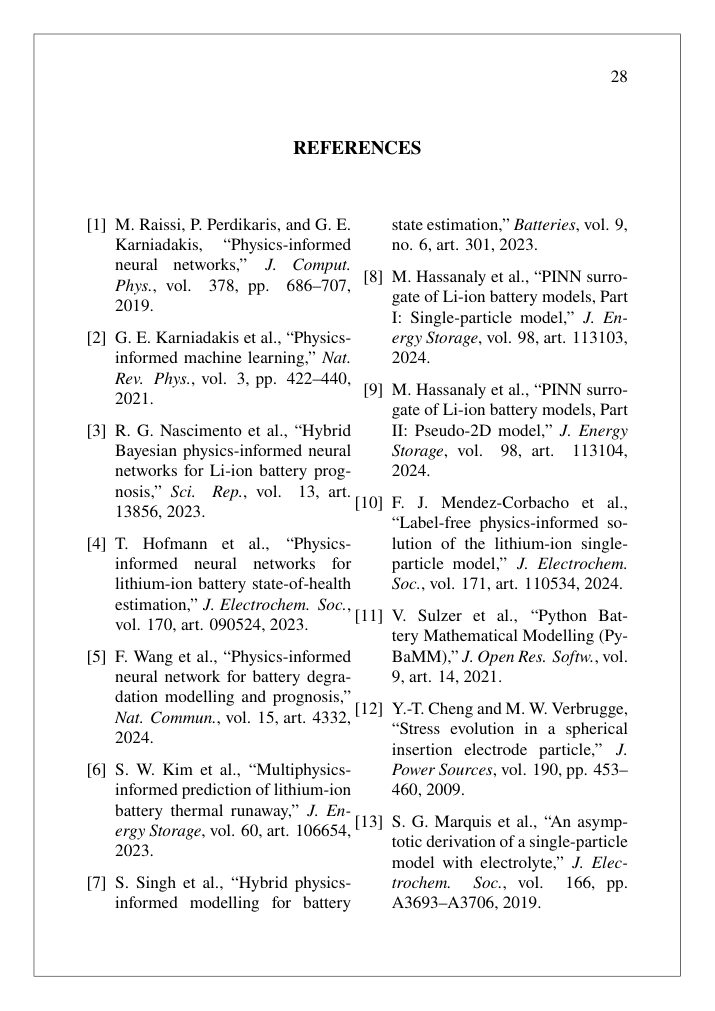 28
REFERENCES
[1] M. Raissi, P. Perdikaris, and G. E.
Karniadakis, “Physics-informed
neural networks,” J. Comput.
Phys., vol. 378, pp. 686–707,
2019.
[2] G. E. Karniadakis et al., “Physics-
informed machine learning,” Nat.
Rev. Phys., vol. 3, pp. 422–440,
2021.
[3] R. G. Nascimento et al., “Hybrid
Bayesian physics-informed neural
networks for Li-ion battery prog-
nosis,” Sci. Rep., vol. 13, art.
13856, 2023.
[4] T. Hofmann et al., “Physics-
informed neural networks for
lithium-ion battery state-of-health
estimation,” J. Electrochem. Soc.,
vol. 170, art. 090524, 2023.
[5] F. Wang et al., “Physics-informed
neural network for battery degra-
dation modelling and prognosis,”
Nat. Commun., vol. 15, art. 4332,
2024.
[6] S. W. Kim et al., “Multiphysics-
informed prediction of lithium-ion
battery thermal runaway,” J. En-
ergy Storage, vol. 60, art. 106654,
2023.
[7] S. Singh et al., “Hybrid physics-
informed modelling for battery
state estimation,” Batteries, vol. 9,
no. 6, art. 301, 2023.
[8] M. Hassanaly et al., “PINN surro-
gate of Li-ion battery models, Part
I: Single-particle model,” J. En-
ergy Storage, vol. 98, art. 113103,
2024.
[9] M. Hassanaly et al., “PINN surro-
gate of Li-ion battery models, Part
II: Pseudo-2D model,” J. Energy
Storage, vol. 98, art. 113104,
2024.
[10] F. J. Mendez-Corbacho et al.,
“Label-free physics-informed so-
lution of the lithium-ion single-
particle model,” J. Electrochem.
Soc., vol. 171, art. 110534, 2024.
[11] V. Sulzer et al., “Python Bat-
tery Mathematical Modelling (Py-
BaMM),” J. Open Res. Softw., vol.
9, art. 14, 2021.
[12] Y.-T. Cheng and M. W. Verbrugge,
“Stress evolution in a spherical
insertion electrode particle,” J.
Power Sources, vol. 190, pp. 453–
460, 2009.
[13] S. G. Marquis et al., “An asymp-
totic derivation of a single-particle
model with electrolyte,” J. Elec-
trochem. Soc., vol. 166, pp.
A3693–A3706, 2019.